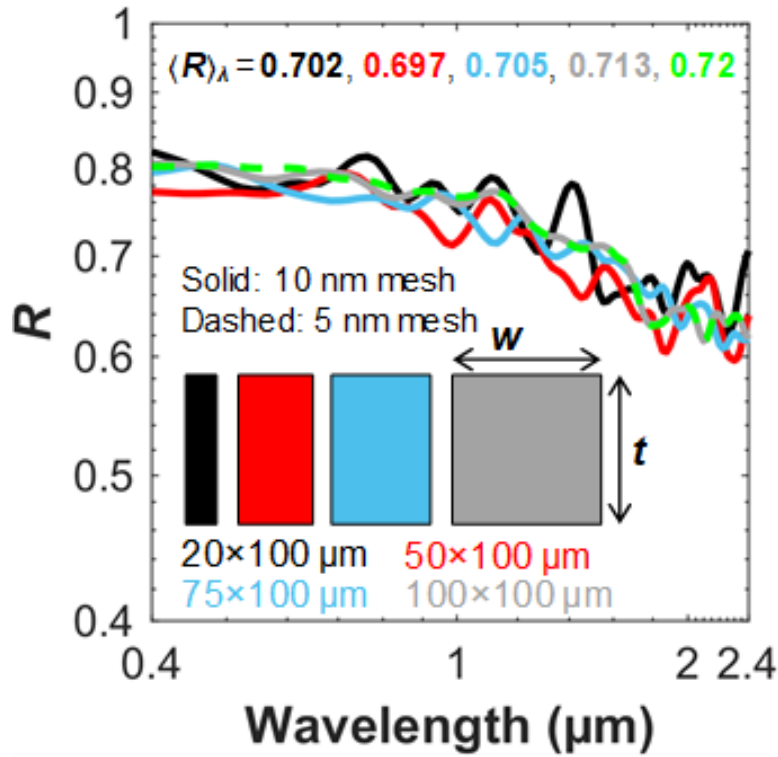 1
⟨R⟩λ = 0.702, 0.697, 0.705, 0.713, 0.72
0.9
0.8
0.7
Solid: 10 nm mesh
Dashed: 5 nm mesh
R
0.6
w
t
0.5
20×100 µm 50×100 µm
75×100 µm 100×100 µm
0.4
0.4 1 2 2.4
Wavelength (µm)